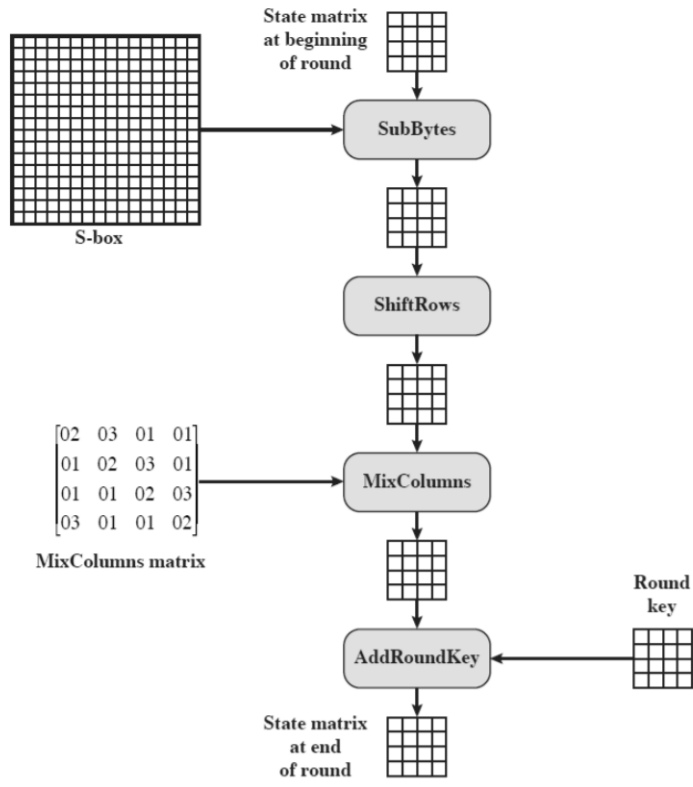 State matrix
at beginning
of round
SubBytes
S-box
ShiftRows
02 03 01 01
01 02 03 01
01 01 02 03
03 01 01 02
MixColumns
MixColumns matrix
Round
key
AddRoundKey
State matrix
at end
of round